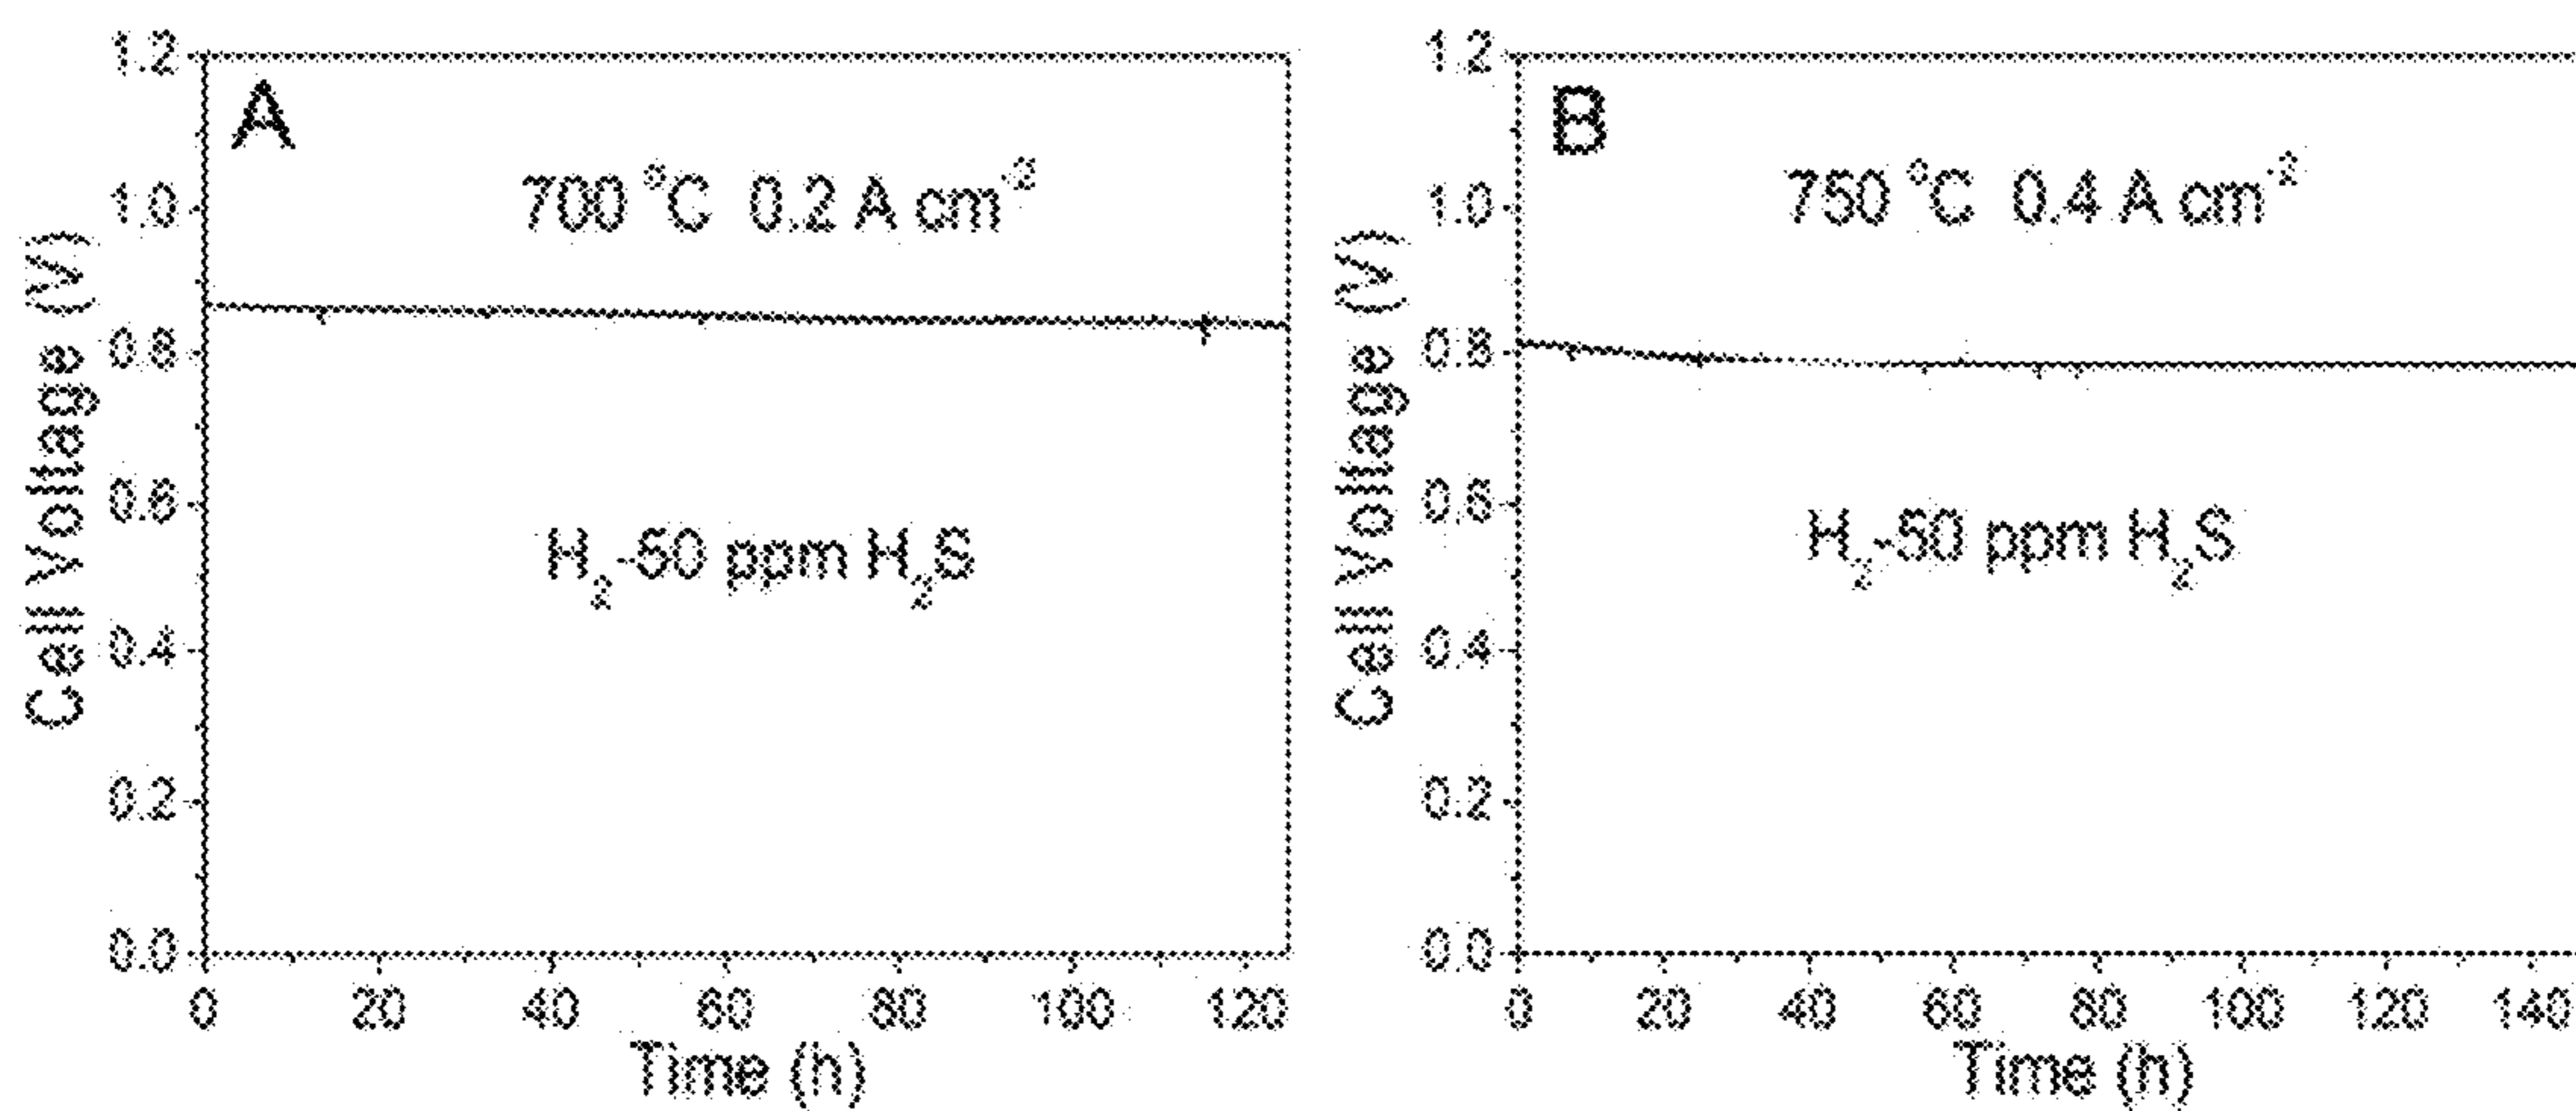 A
700 °C 0.2 A cm⁻²
H₂-50 ppm H₂S
Cell Voltage (V)
1.2
1.0
0.8
0.6
0.4
0.2
0.0
0 20 40 60 80 100 120
Time (h)
B
750 °C 0.4 A cm⁻²
H₂-50 ppm H₂S
Cell Voltage (V)
1.2
1.0
0.8
0.6
0.4
0.2
0.0
0 20 40 60 80 100 120 140
Time (h)